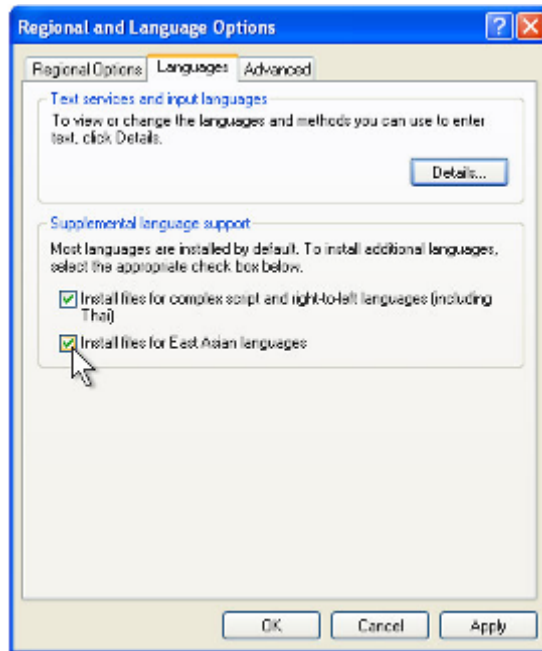 Regional and Language Options
Regional Options Languages Advanced
Text services and input languages
To view or change the languages and methods you can use to enter
text, click Details.
Details...
Supplemental language support
Most languages are installed by default. To install additional languages,
select the appropriate check box below.
Install files for complex script and right-to-left languages (including
Thai)
Install files for East Asian languages
OK Cancel Apply